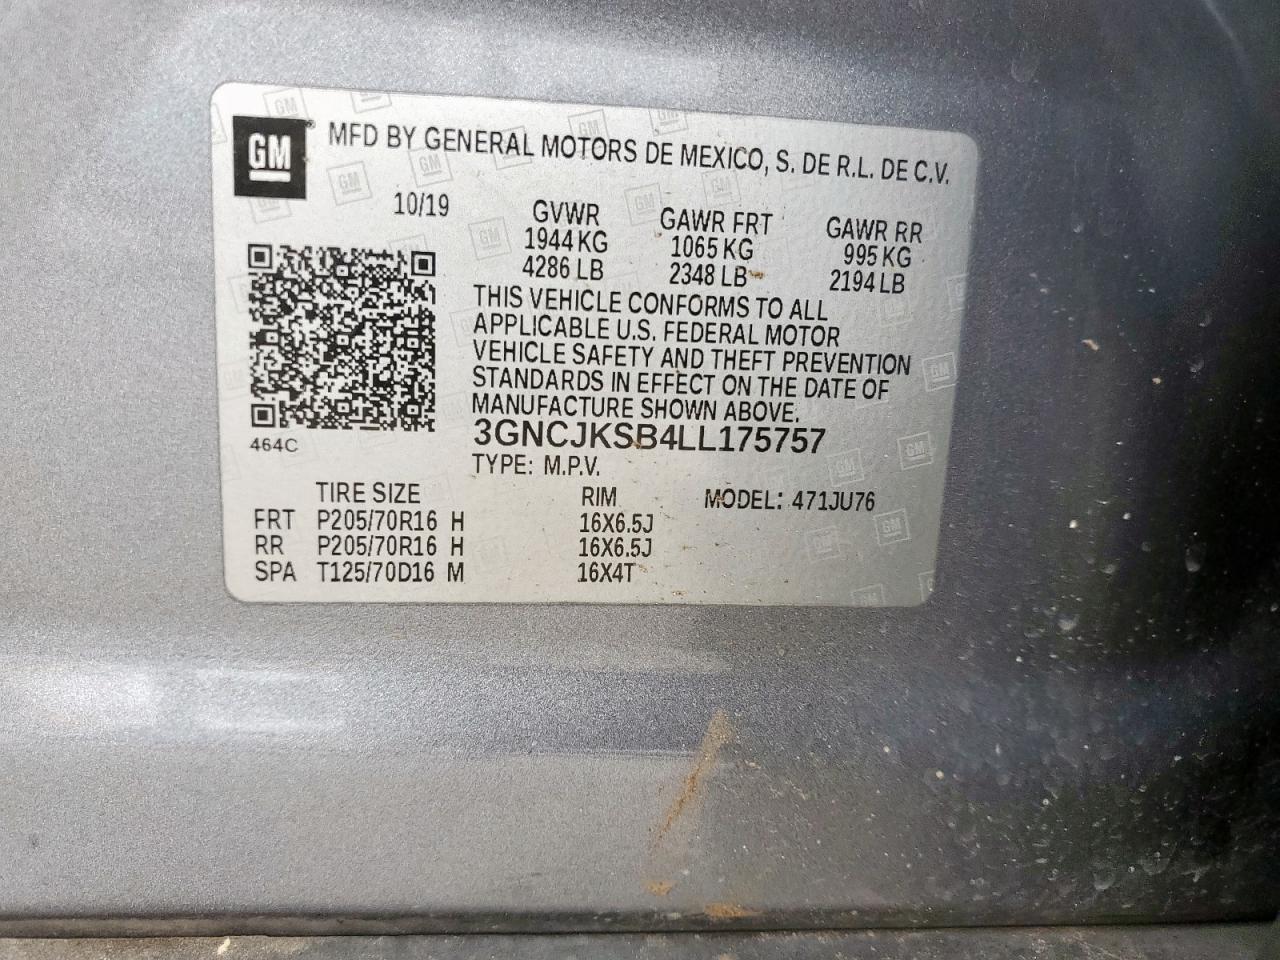 GM
MFD BY GENERAL MOTORS DE MEXICO, S. DE R.L. DE C.V.
10/19
GVWR GAWR FRT GAWR RR
1944 KG 1065 KG 995 KG
4286 LB 2348 LB 2194 LB
THIS VEHICLE CONFORMS TO ALL
APPLICABLE U.S. FEDERAL MOTOR
VEHICLE SAFETY AND THEFT PREVENTION
STANDARDS IN EFFECT ON THE DATE OF
MANUFACTURE SHOWN ABOVE.
464C
3GNCJKSB4LL175757
TYPE: M.P.V.
TIRE SIZE RIM MODEL: 471JU76
FRT P205/70R16 H 16X6.5J
RR P205/70R16 H 16X6.5J
SPA T125/70D16 M 16X4T